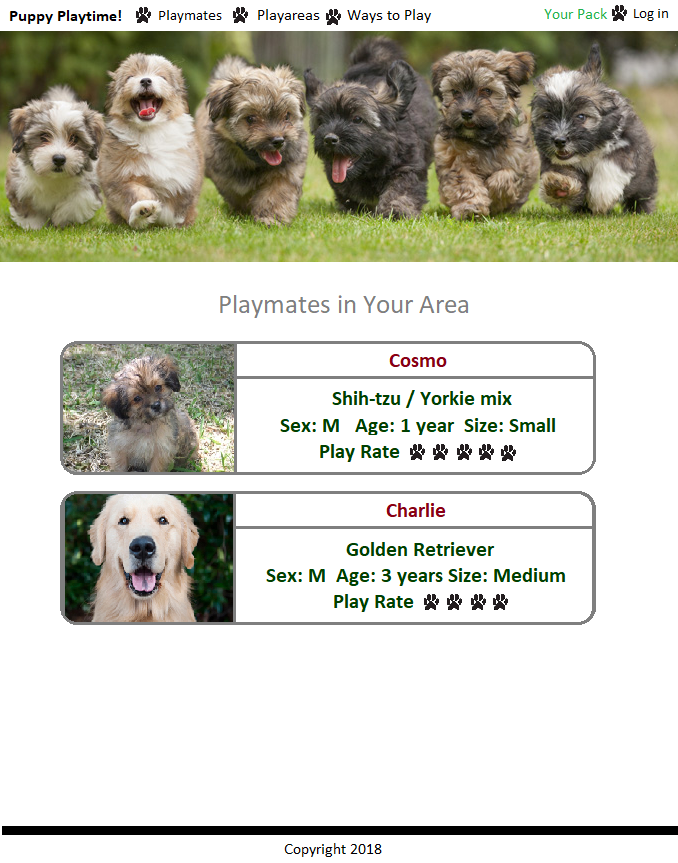 Puppy Playtime! Playmates Playareas Ways to Play Your Pack Log in
Playmates in Your Area
Cosmo
Shih-tzu / Yorkie mix
Sex: M Age: 1 year Size: Small
Play Rate
Charlie
Golden Retriever
Sex: M Age: 3 years Size: Medium
Play Rate
Copyright 2018